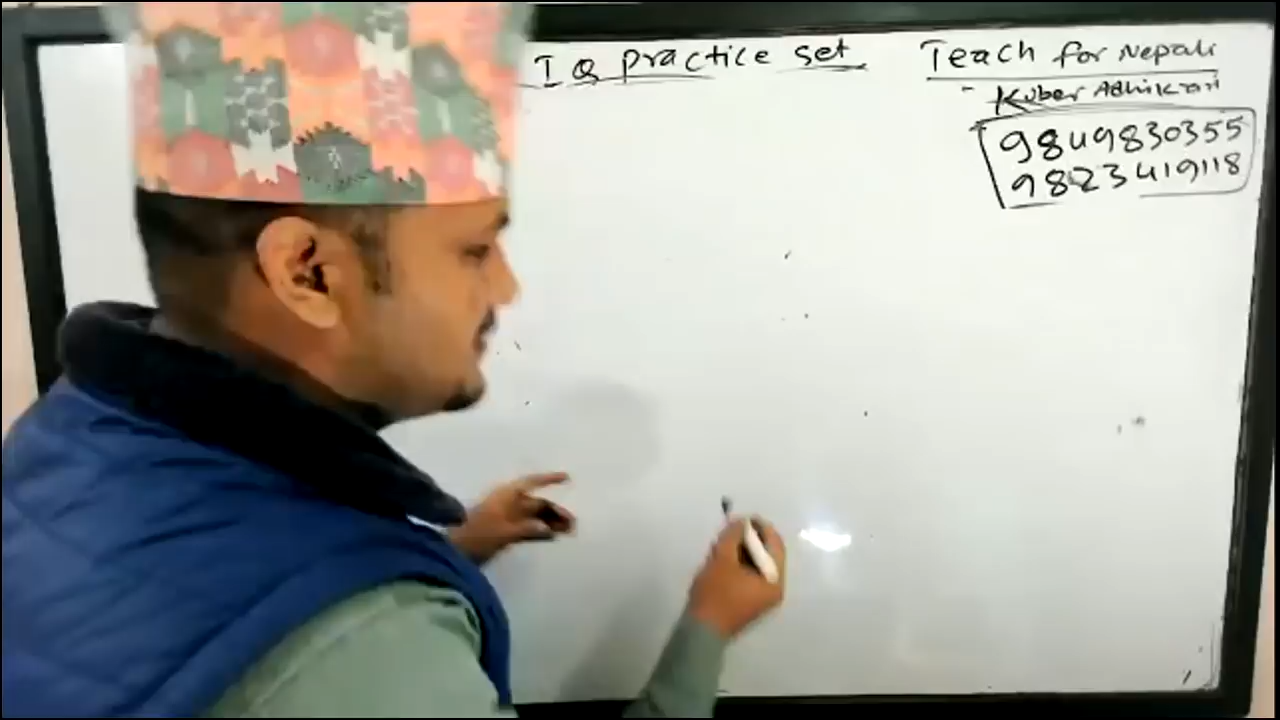 IQ practice set
Teach for Nepali
- Kuber Adhikari
9849830355
9823419118